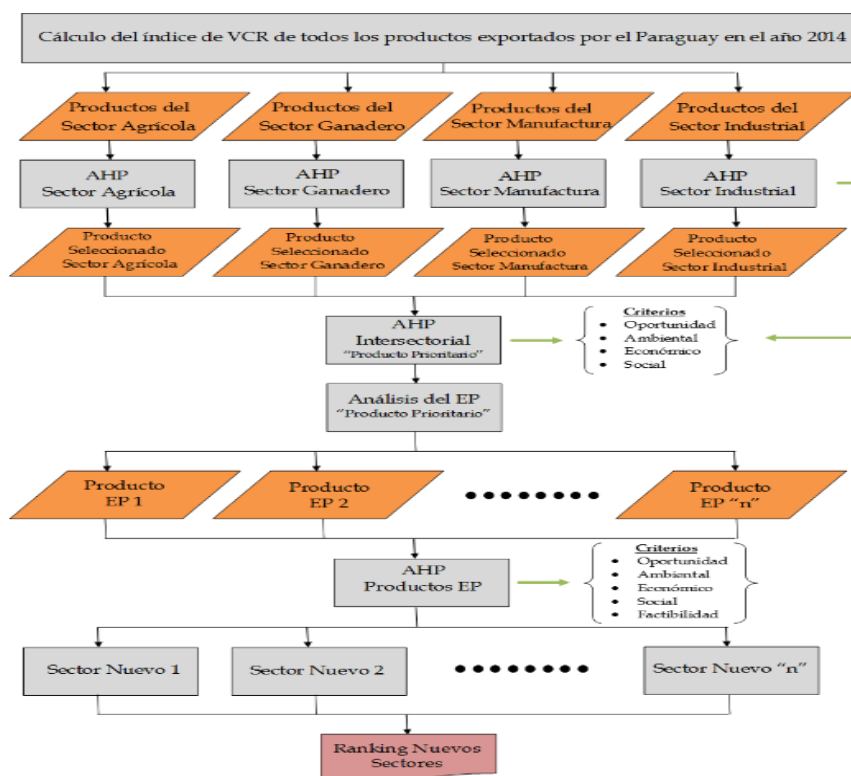 Cálculo del índice de VCR de todos los productos exportados por el Paraguay en el año 2014
Productos del
Sector Agrícola
Productos del
Sector Ganadero
Productos del
Sector Manufactura
Productos del
Sector Industrial
AHP
Sector Agrícola
AHP
Sector Ganadero
AHP
Sector Manufactura
AHP
Sector Industrial
Producto
Seleccionado
Sector Agrícola
Producto
Seleccionado
Sector Ganadero
Producto
Seleccionado
Sector Manufactura
Producto
Seleccionado
Sector Industrial
AHP
Intersectorial
“Producto Prioritario”
Criterios
• Oportunidad
• Ambiental
• Económico
• Social
Análisis del EP
“Producto Prioritario”
Producto
EP 1
Producto
EP 2
Producto
EP “n”
AHP
Productos EP
Criterios
• Oportunidad
• Ambiental
• Económico
• Social
• Factibilidad
Sector Nuevo 1
Sector Nuevo 2
Sector Nuevo “n”
Ranking Nuevos
Sectores